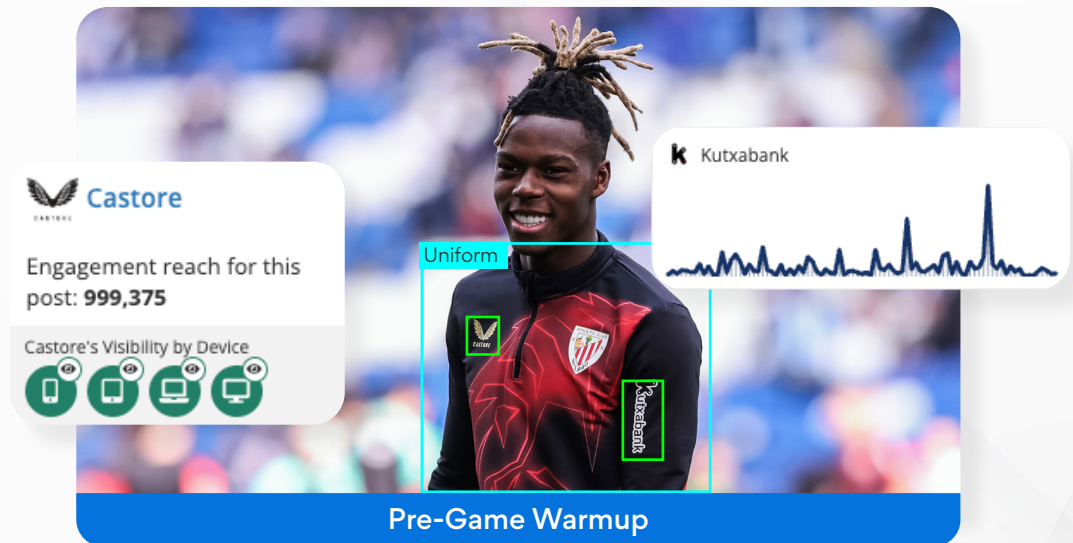 CASTORE
Castore
Engagement reach for this
post: 999,375
Castore's Visibility by Device
Kutxabank
Uniform
CASTORE
Kutxabank
Pre-Game Warmup